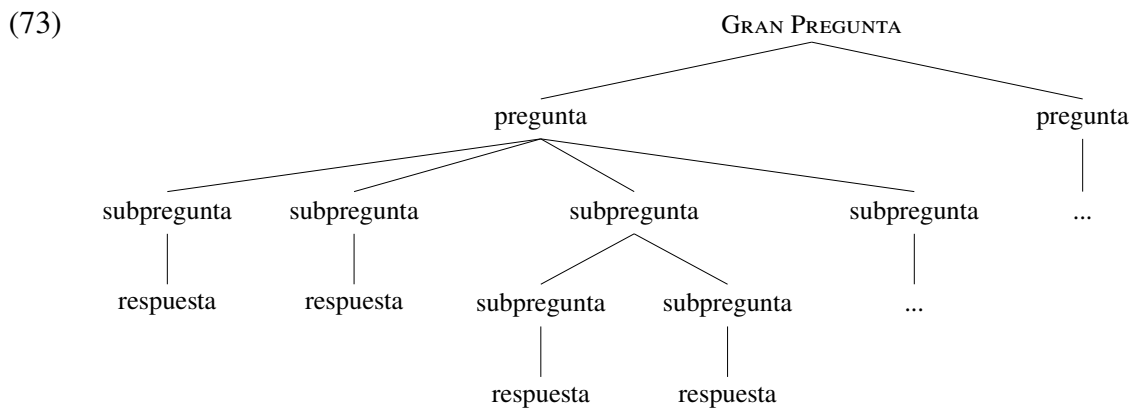 (73) GRAN PREGUNTA
pregunta pregunta
subpregunta subpregunta subpregunta subpregunta ...
respuesta respuesta subpregunta subpregunta ...
respuesta respuesta